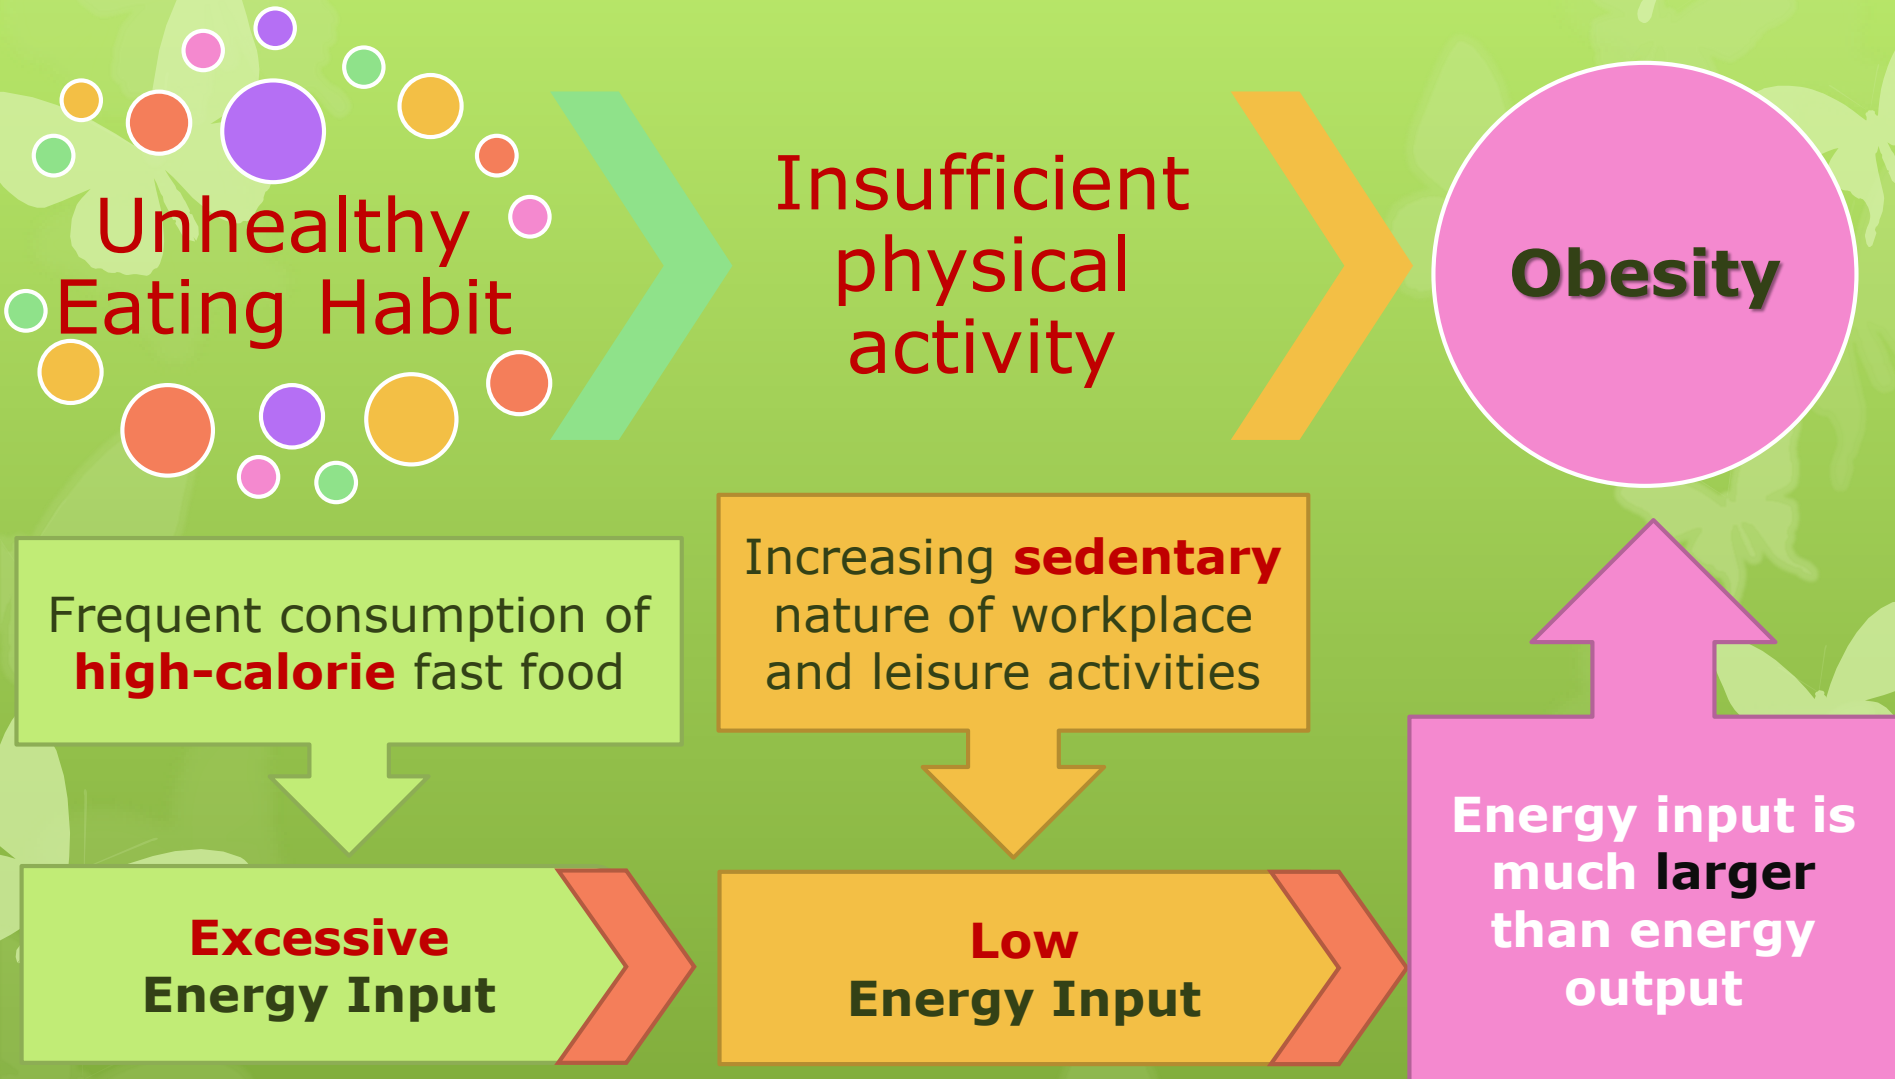 Unhealthy
Eating Habit
Insufficient
physical
activity
Obesity
Frequent consumption of
high-calorie fast food
Increasing sedentary
nature of workplace
and leisure activities
Excessive
Energy Input
Low
Energy Input
Energy input is
much larger
than energy
output